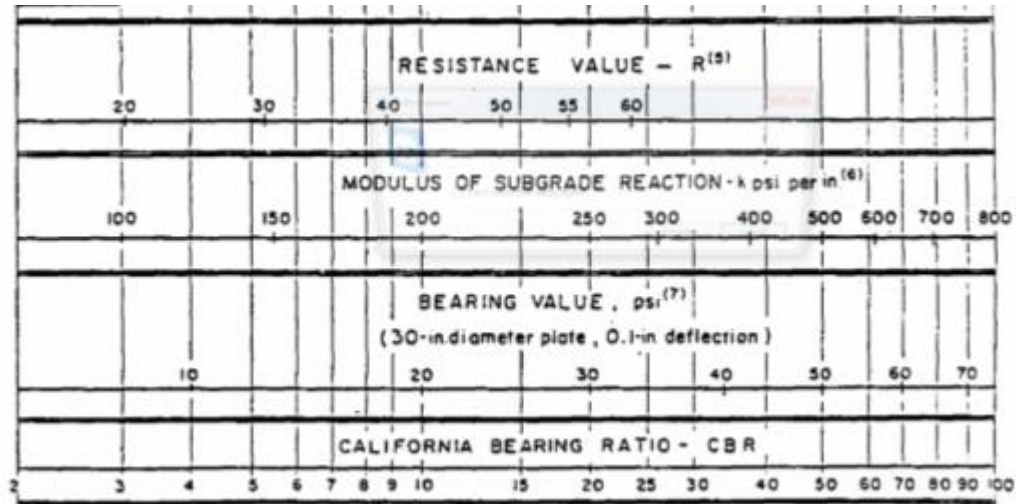 RESISTANCE VALUE – R(5)
20 30 40 50 55 60
MODULUS OF SUBGRADE REACTION-k psi per in.(6)
100 150 200 250 300 400 500 600 700 800
BEARING VALUE, psi(7)
(30-in.diameter plate, 0.1-in. deflection)
10 20 30 40 50 60 70
CALIFORNIA BEARING RATIO - CBR
2 3 4 5 6 7 8 9 10 15 20 25 30 40 50 60 70 80 90 100